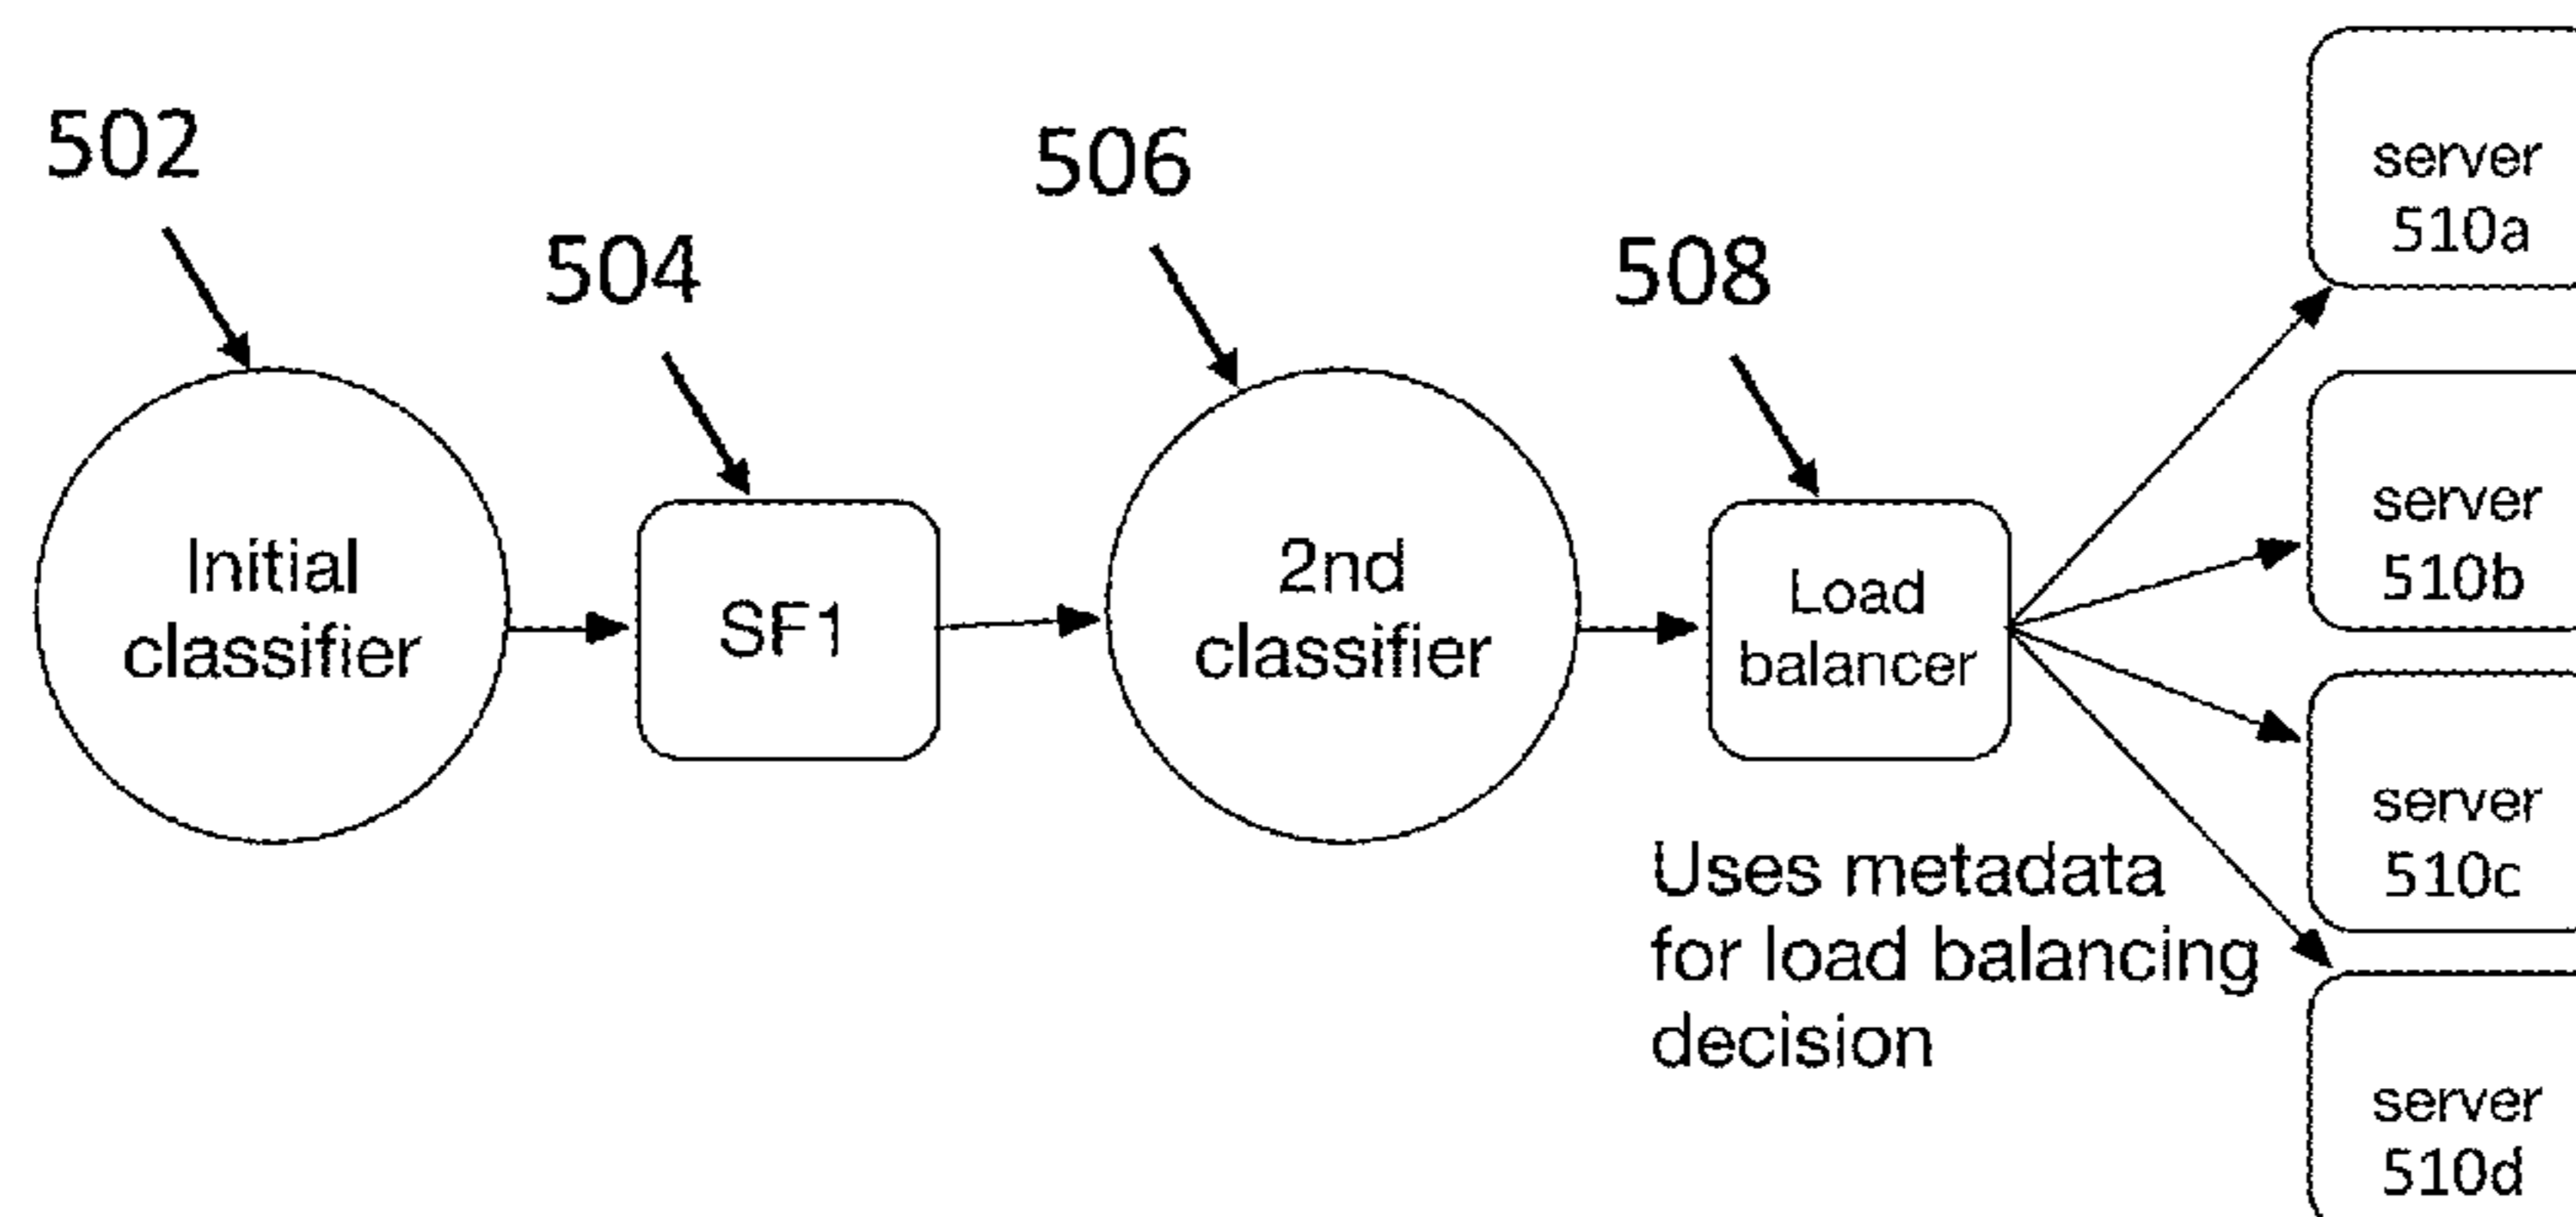 502
504
506
508
Initial
classifier
SF1
2nd
classifier
Load
balancer
Uses metadata
for load balancing
decision
server
510a
server
510b
server
510c
server
510d